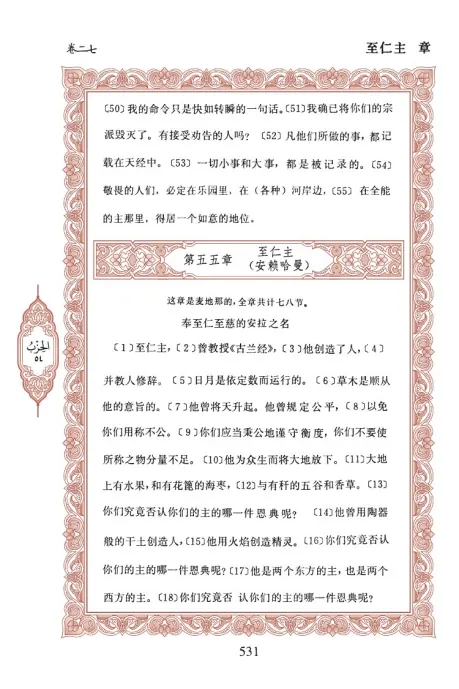 卷二七
至仁主 章
〔50〕我的命令只是快如转瞬的一句话。〔51〕我确已将你们的宗
派毁灭了。有接受劝告的人吗？〔52〕凡他们所做的事，都记
载在天经中。〔53〕一切小事和大事，都是被记录的。〔54〕
敬畏的人们，必定在乐园里，在（各种）河岸边，〔55〕在全能
的主那里，得居一个如意的地位。
第五五章
至仁主
（安赖哈曼）
这章是麦地那的，全章共计七八节。
奉至仁至慈的安拉之名
〔1〕至仁主，〔2〕曾教授《古兰经》，〔3〕他创造了人，〔4〕
并教人修辞。〔5〕日月是依定数而运行的。〔6〕草木是顺从
他的意旨的。〔7〕他曾将天升起。他曾规定公平，〔8〕以免
你们用称不公。〔9〕你们应当秉公地谨守衡度，你们不要使
所称之物分量不足。〔10〕他为众生而将大地放下。〔11〕大地
上有水果，和有花篦的海枣，〔12〕与有秆的五谷和香草。〔13〕
你们究竟否认你们的主的哪一件恩典呢？〔14〕他曾用陶器
般的干土创造人，〔15〕他用火焰创造精灵。〔16〕你们究竟否认
你们的主的哪一件恩典呢？〔17〕他是两个东方的主，也是两个
西方的主。〔18〕你们究竟否 认你们的主的哪一件恩典呢？
الحزب
٥٤
531